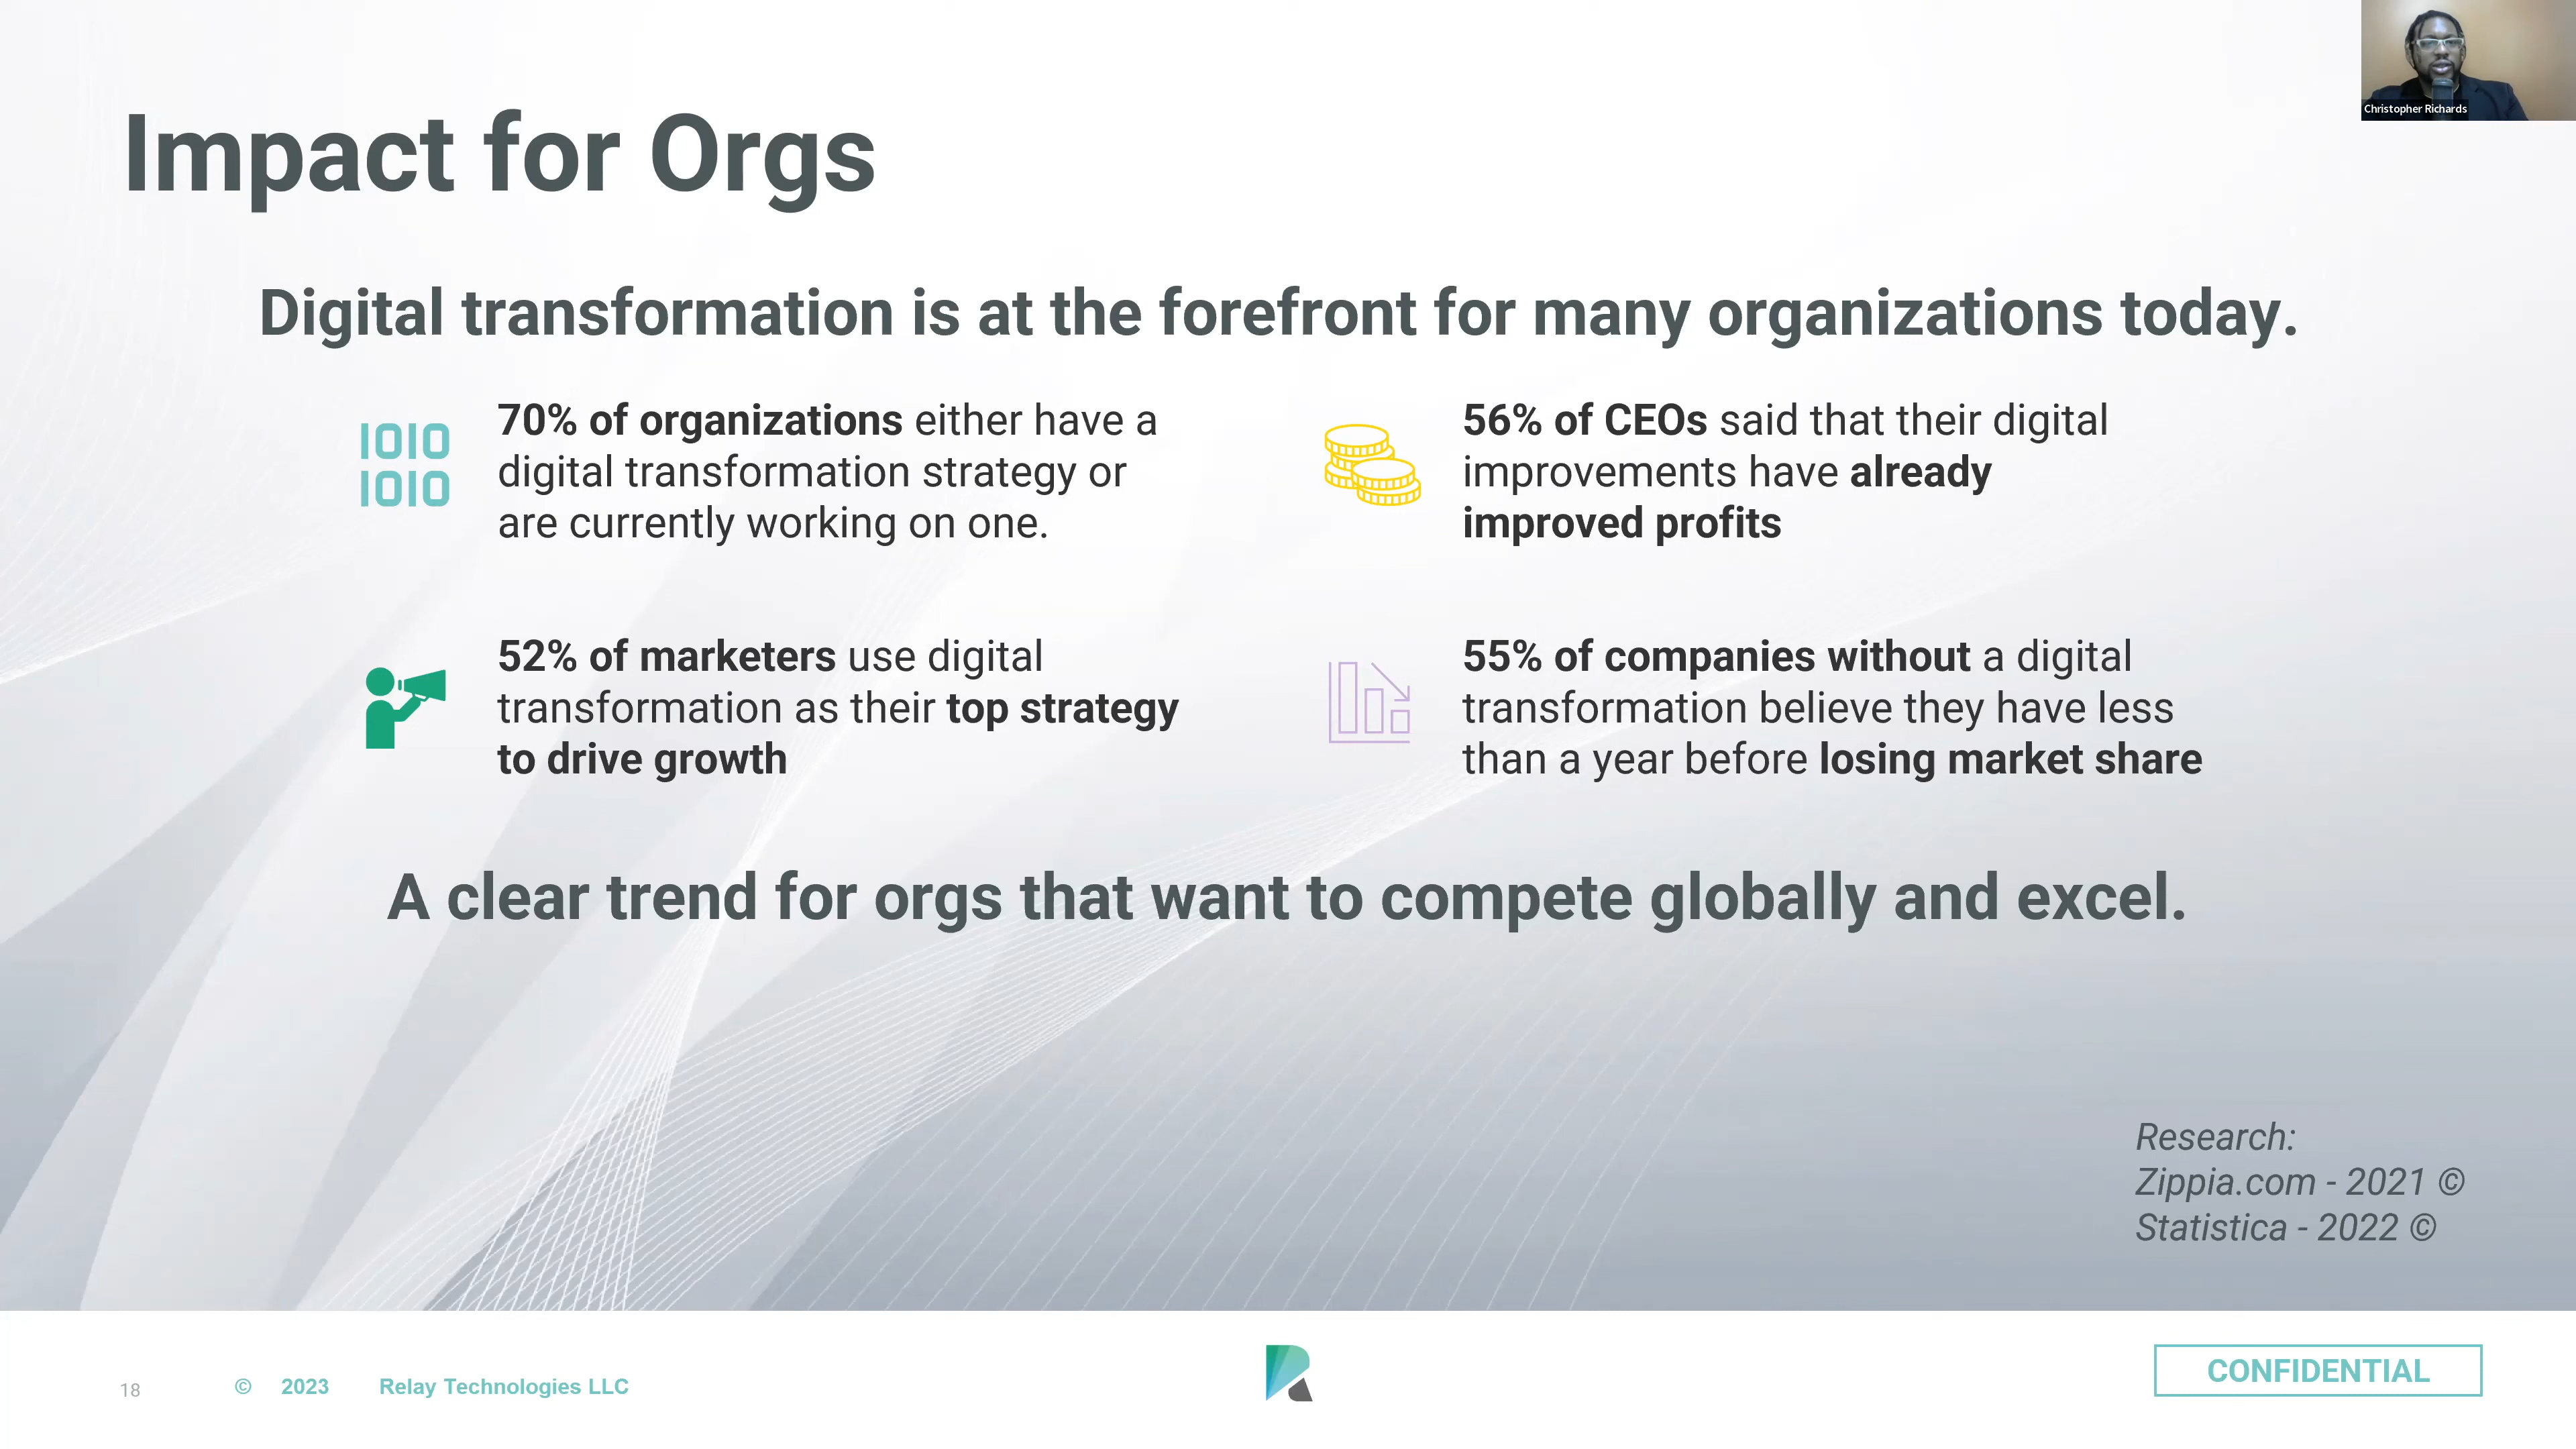 Christopher Richards
Impact for Orgs
Digital transformation is at the forefront for many organizations today.
70% of organizations either have a
digital transformation strategy or
are currently working on one.
56% of CEOs said that their digital
improvements have already
improved profits
52% of marketers use digital
transformation as their top strategy
to drive growth
55% of companies without a digital
transformation believe they have less
than a year before losing market share
A clear trend for orgs that want to compete globally and excel.
Research:
Zippia.com - 2021 ©
Statistica - 2022 ©
18 © 2023 Relay Technologies LLC
CONFIDENTIAL